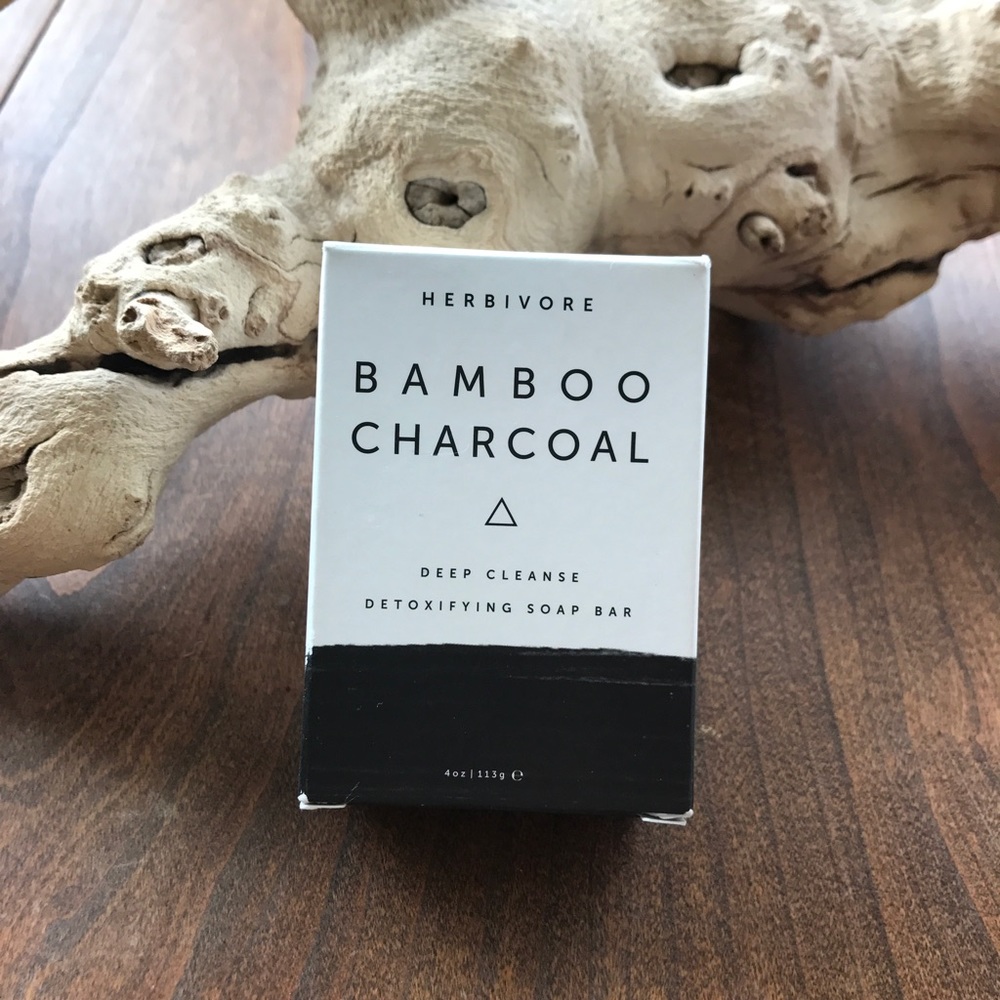 HERBIVORE
BAMBOO
CHARCOAL
DEEP CLEANSE
DETOXIFYING SOAP BAR
4oz | 113g ℮